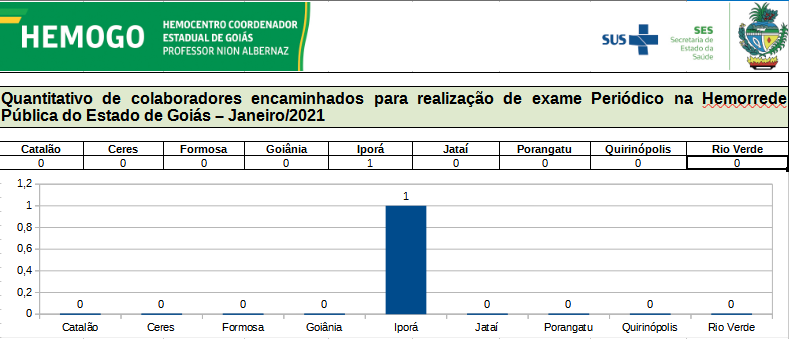 HEMOGO
HEMOCENTRO COORDENADOR
ESTADUAL DE GOIÁS
PROFESSOR NION ALBERNAZ
SUS
SES
Secretaria de
Estado da
Saúde
Quantitativo de colaboradores encaminhados para realização de exame Periódico na Hemorrede
Pública do Estado de Goiás – Janeiro/2021
Catalão Ceres Formosa Goiânia Iporá Jataí Porangatu Quirinópolis Rio Verde
0 0 0 0 1 0 0 0 0
1,2
1
1
0,8
0,6
0,4
0,2
0 0 0 0 0 0 0 0
0
Catalão Ceres Formosa Goiânia Iporá Jataí Porangatu Quirinópolis Rio Verde